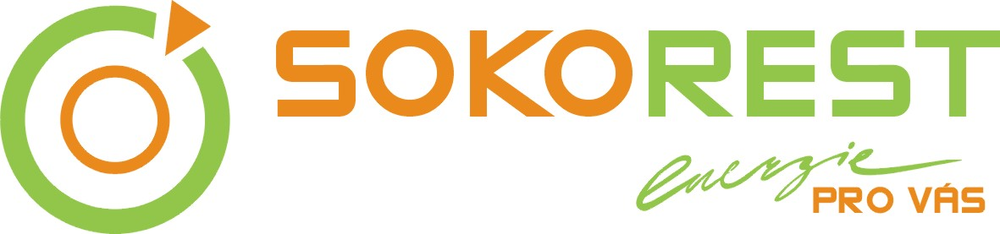 SOKOREST
energie
PRO VÁS